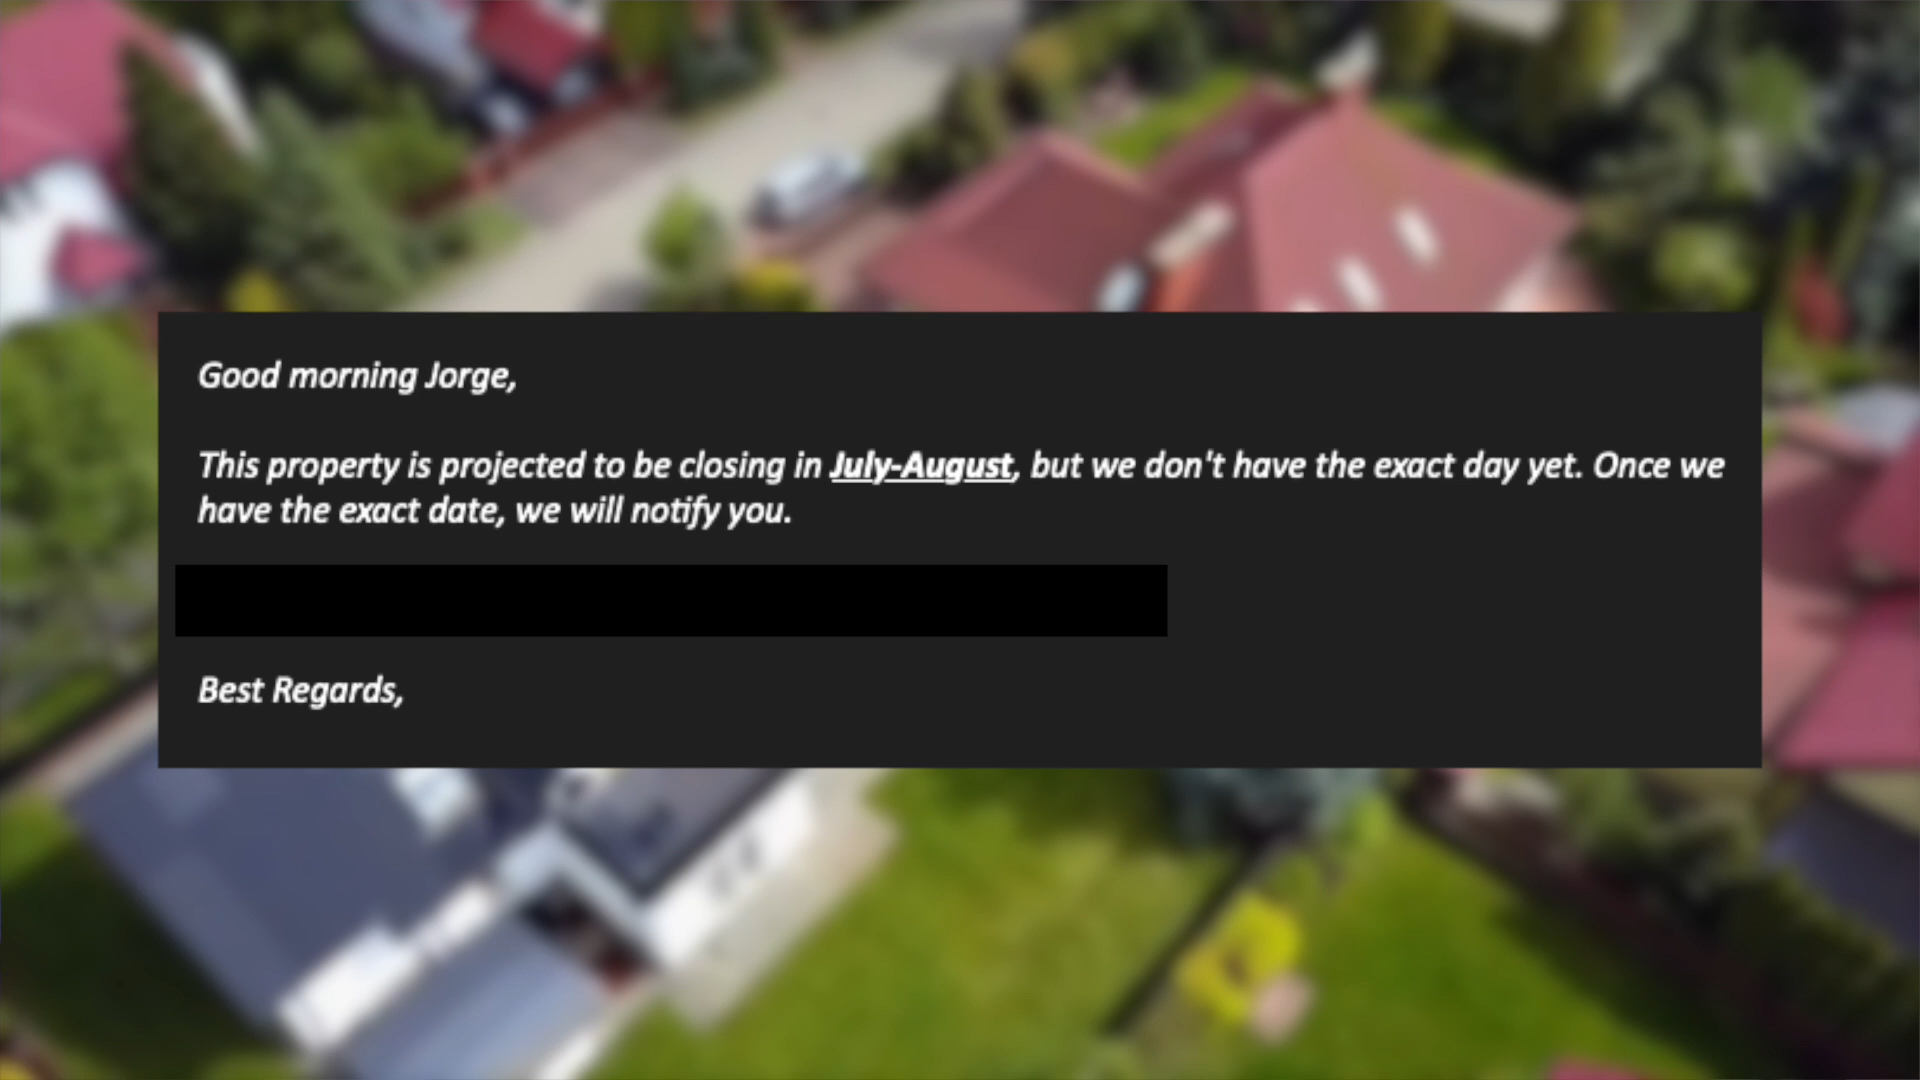 Good morning Jorge,
This property is projected to be closing in July-August, but we don't have the exact day yet. Once we
have the exact date, we will notify you.
Best Regards,